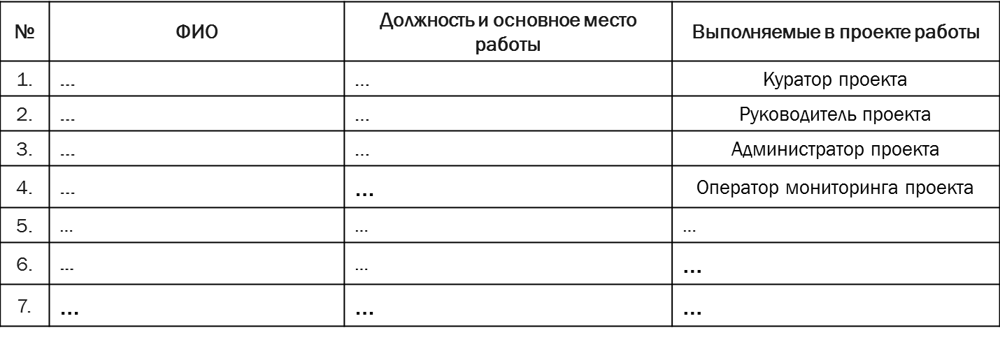 № ФИО Должность и основное место работы Выполняемые в проекте работы
1. ... ... Куратор проекта
2. ... ... Руководитель проекта
3. ... ... Администратор проекта
4. ... ... Оператор мониторинга проекта
5. ... ... ...
6. ... ... ...
7. ... ... ...